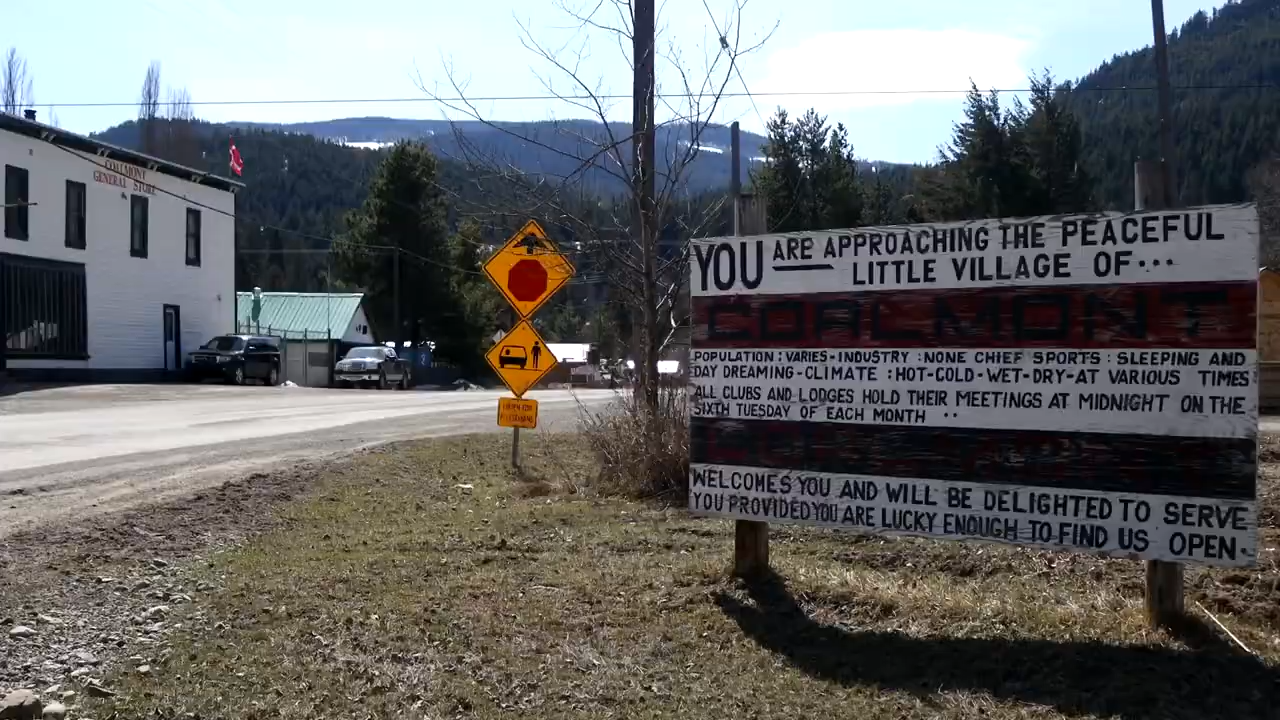 COALMONT
GENERAL STORE
YOU ARE APPROACHING THE PEACEFUL
LITTLE VILLAGE OF...
COALMONT
POPULATION : VARIES-INDUSTRY : NONE CHIEF SPORTS : SLEEPING AND
DAY DREAMING-CLIMATE : HOT-COLD-WET-DRY-AT VARIOUS TIMES
ALL CLUBS AND LODGES HOLD THEIR MEETINGS AT MIDNIGHT ON THE
SIXTH TUESDAY OF EACH MONTH ..
WELCOMES YOU AND WILL BE DELIGHTED TO SERVE
YOU PROVIDED YOU ARE LUCKY ENOUGH TO FIND US OPEN.